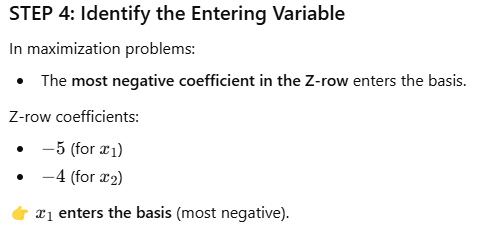 STEP 4: Identify the Entering Variable
In maximization problems:
• The most negative coefficient in the Z-row enters the basis.
Z-row coefficients:
• −5 (for x₁)
• −4 (for x₂)
👉 x₁ enters the basis (most negative).